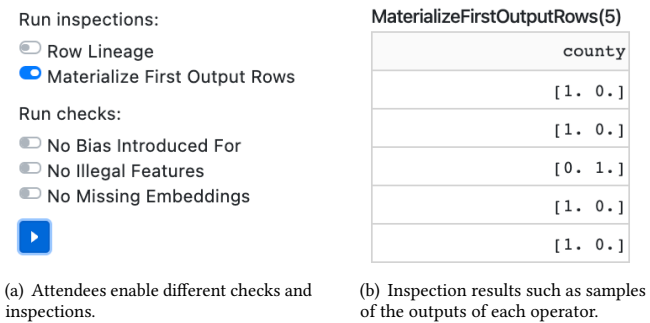 Run inspections:
Row Lineage
Materialize First Output Rows
Run checks:
No Bias Introduced For
No Illegal Features
No Missing Embeddings
(a) Attendees enable different checks and
inspections.
MaterializeFirstOutputRows(5)
county
[1. 0.]
[1. 0.]
[0. 1.]
[1. 0.]
[1. 0.]
(b) Inspection results such as samples
of the outputs of each operator.